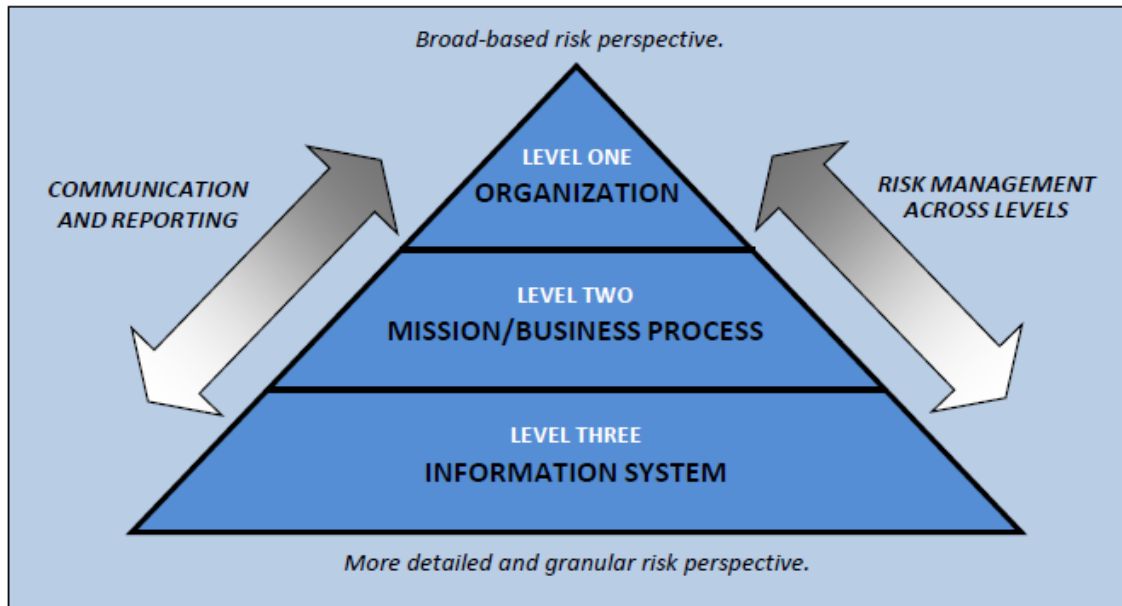 Broad-based risk perspective.
LEVEL ONE
ORGANIZATION
COMMUNICATION
AND REPORTING
RISK MANAGEMENT
ACROSS LEVELS
LEVEL TWO
MISSION/BUSINESS PROCESS
LEVEL THREE
INFORMATION SYSTEM
More detailed and granular risk perspective.